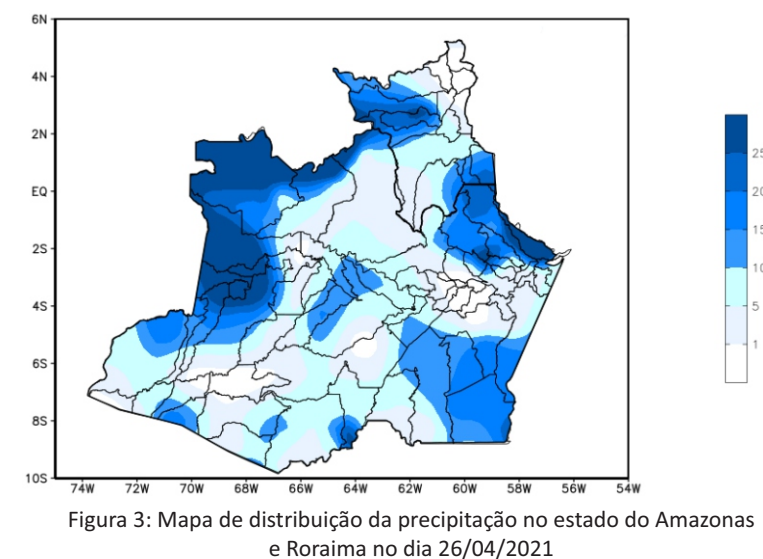 6N
4N
2N
EQ
2S
4S
6S
8S
10S
74W 72W 70W 68W 66W 64W 62W 60W 58W 56W 54W
25
20
15
10
5
1
Figura 3: Mapa de distribuição da precipitação no estado do Amazonas
e Roraima no dia 26/04/2021